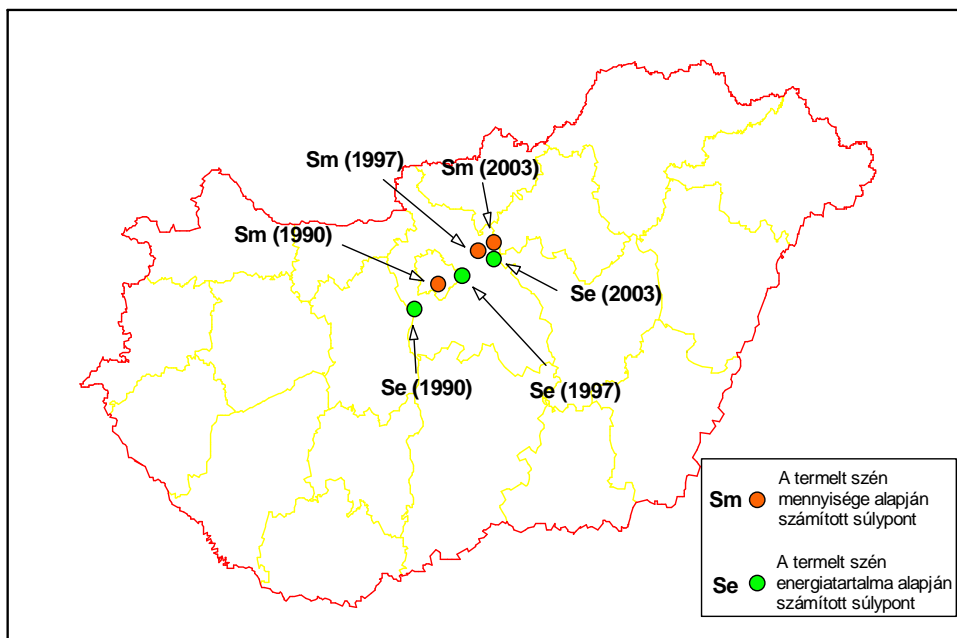 Sm (1997)
Sm (2003)
Sm (1990)
Se (2003)
Se (1990)
Se (1997)
Sm
A termelt szén
mennyisége alapján
számított súlypont
Se
A termelt szén
energiatartalma alapján
számított súlypont